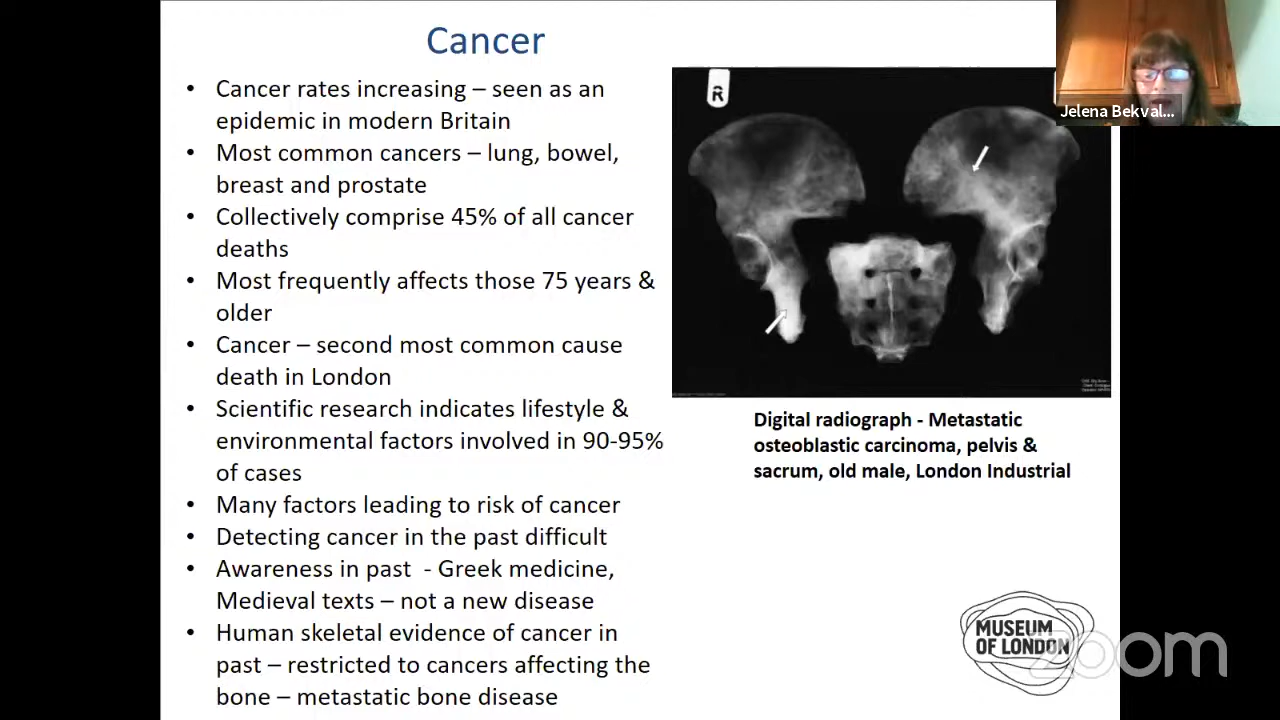 Cancer
• Cancer rates increasing – seen as an
epidemic in modern Britain
• Most common cancers – lung, bowel,
breast and prostate
• Collectively comprise 45% of all cancer
deaths
• Most frequently affects those 75 years &
older
• Cancer – second most common cause
death in London
• Scientific research indicates lifestyle &
environmental factors involved in 90-95%
of cases
• Many factors leading to risk of cancer
• Detecting cancer in the past difficult
• Awareness in past - Greek medicine,
Medieval texts – not a new disease
• Human skeletal evidence of cancer in
past – restricted to cancers affecting the
bone – metastatic bone disease
R
Jelena Bekval...
Digital radiograph - Metastatic
osteoblastic carcinoma, pelvis &
sacrum, old male, London Industrial
MUSEUM
OF LONDON
zoom